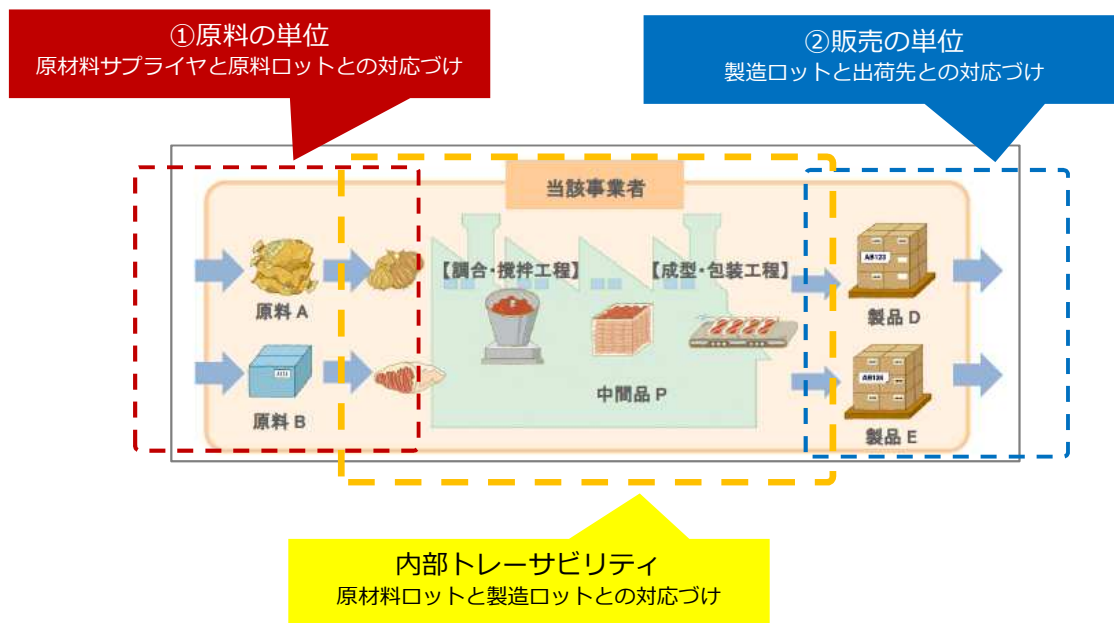 ①原料の単位
原材料サプライヤと原料ロットとの対応づけ
②販売の単位
製造ロットと出荷先との対応づけ
当該事業者
【調合・攪拌工程】
【成型・包装工程】
原料 A
原料 B
中間品 P
AB123
製品 D
AB124
製品 E
内部トレーサビリティ
原材料ロットと製造ロットとの対応づけ